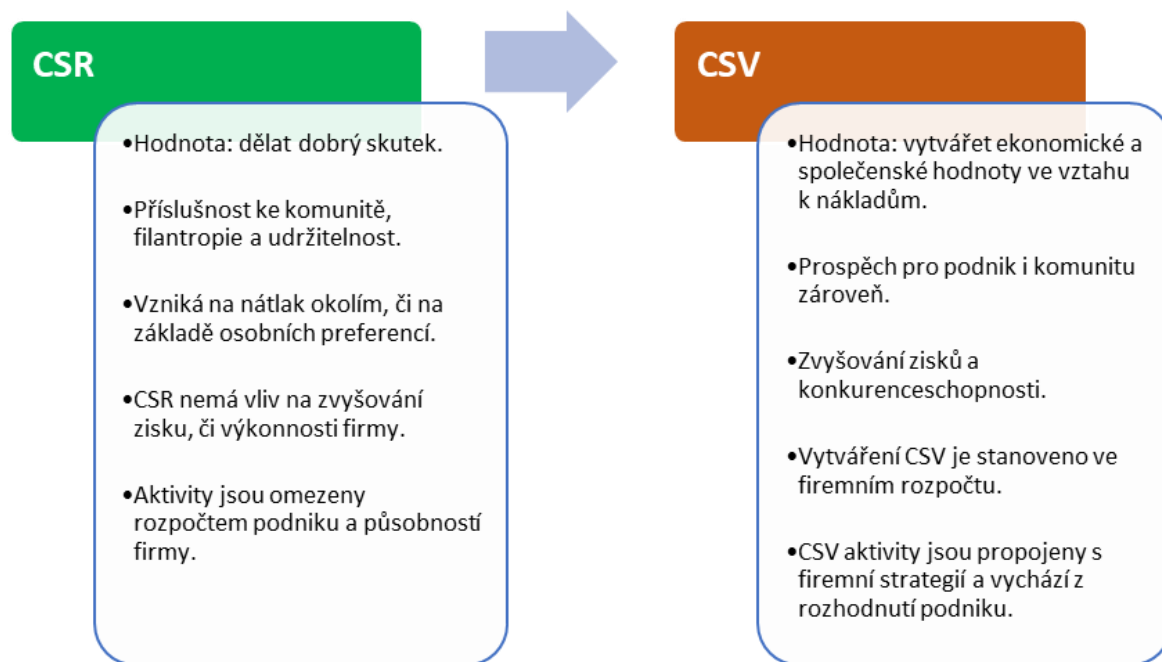 CSR
•Hodnota: dělat dobrý skutek.
•Příslušnost ke komunitě,
filantropie a udržitelnost.
•Vzniká na nátlak okolím, či na
základě osobních preferencí.
•CSR nemá vliv na zvyšování
zisku, či výkonnosti firmy.
•Aktivity jsou omezeny
rozpočtem podniku a působností
firmy.
CSV
•Hodnota: vytvářet ekonomické a
společenské hodnoty ve vztahu
k nákladům.
•Prospěch pro podnik i komunitu
zároveň.
•Zvyšování zisků a
konkurenceschopnosti.
•Vytváření CSV je stanoveno ve
firemním rozpočtu.
•CSV aktivity jsou propojeny s
firemní strategií a vychází z
rozhodnutí podniku.